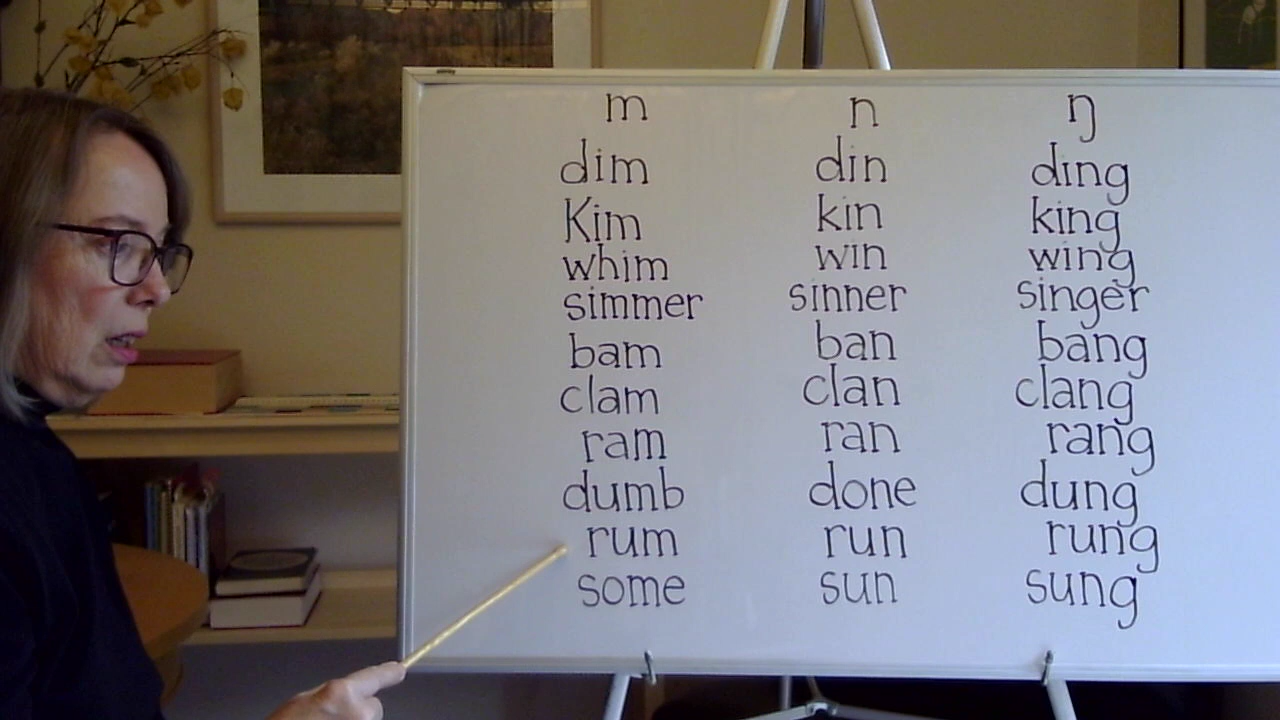 m n ŋ
dim din ding
Kim kin king
whim win wing
simmer sinner singer
bam ban bang
clam clan clang
ram ran rang
dumb done dung
rum run rung
some sun sung